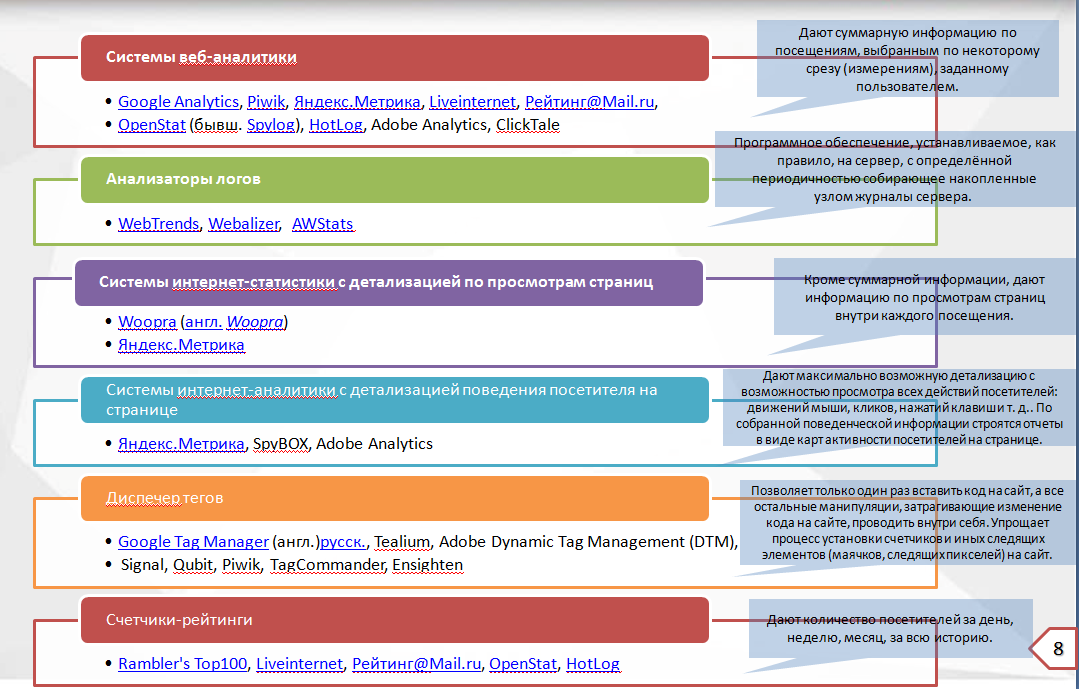 Системы веб-аналитики
Дают суммарную информацию по
посещениям, выбранным по некоторому
срезу (измерениям), заданному
пользователем.
• Google Analytics, Piwik, Яндекс.Метрика, Liveinternet, Рейтинг@Mail.ru,
• OpenStat (бывш. Spylog), HotLog, Adobe Analytics, ClickTale
Анализаторы логов
Программное обеспечение, устанавливаемое, как
правило, на сервер, с определённой
периодичностью собирающее накопленные
узлом журналы сервера.
• WebTrends, Webalizer, AWStats
Системы интернет-статистики с детализацией по просмотрам страниц
Кроме суммарной информации, дают
информацию по просмотрам страниц
внутри каждого посещения.
• Woopra (англ. Woopra)
• Яндекс.Метрика
Системы интернет-аналитики с детализацией поведения посетителя на
странице
Дают максимально возможную детализацию с
возможностью просмотра всех действий посетителей:
движений мыши, кликов, нажатий клавиши т. д.. По
собранной поведенческой информации строятся отчеты
в виде карт активности посетителей на странице.
• Яндекс.Метрика, SpyBOX, Adobe Analytics
Диспечер тегов
Позволяет только один раз вставить код на сайт, а все
остальные манипуляции, затрагивающие изменение
кода на сайте, проводить внутри себя. Упрощает
процесс установки счетчиков и иных следящих
элементов (маячков, следящих пикселей) на сайт.
• Google Tag Manager (англ.)русск., Tealium, Adobe Dynamic Tag Management (DTM),
• Signal, Qubit, Piwik, TagCommander, Ensighten
Счетчики-рейтинги
Дают количество посетителей за день,
неделю, месяц, за всю историю.
• Rambler's Top100, Liveinternet, Рейтинг@Mail.ru, OpenStat, HotLog
8